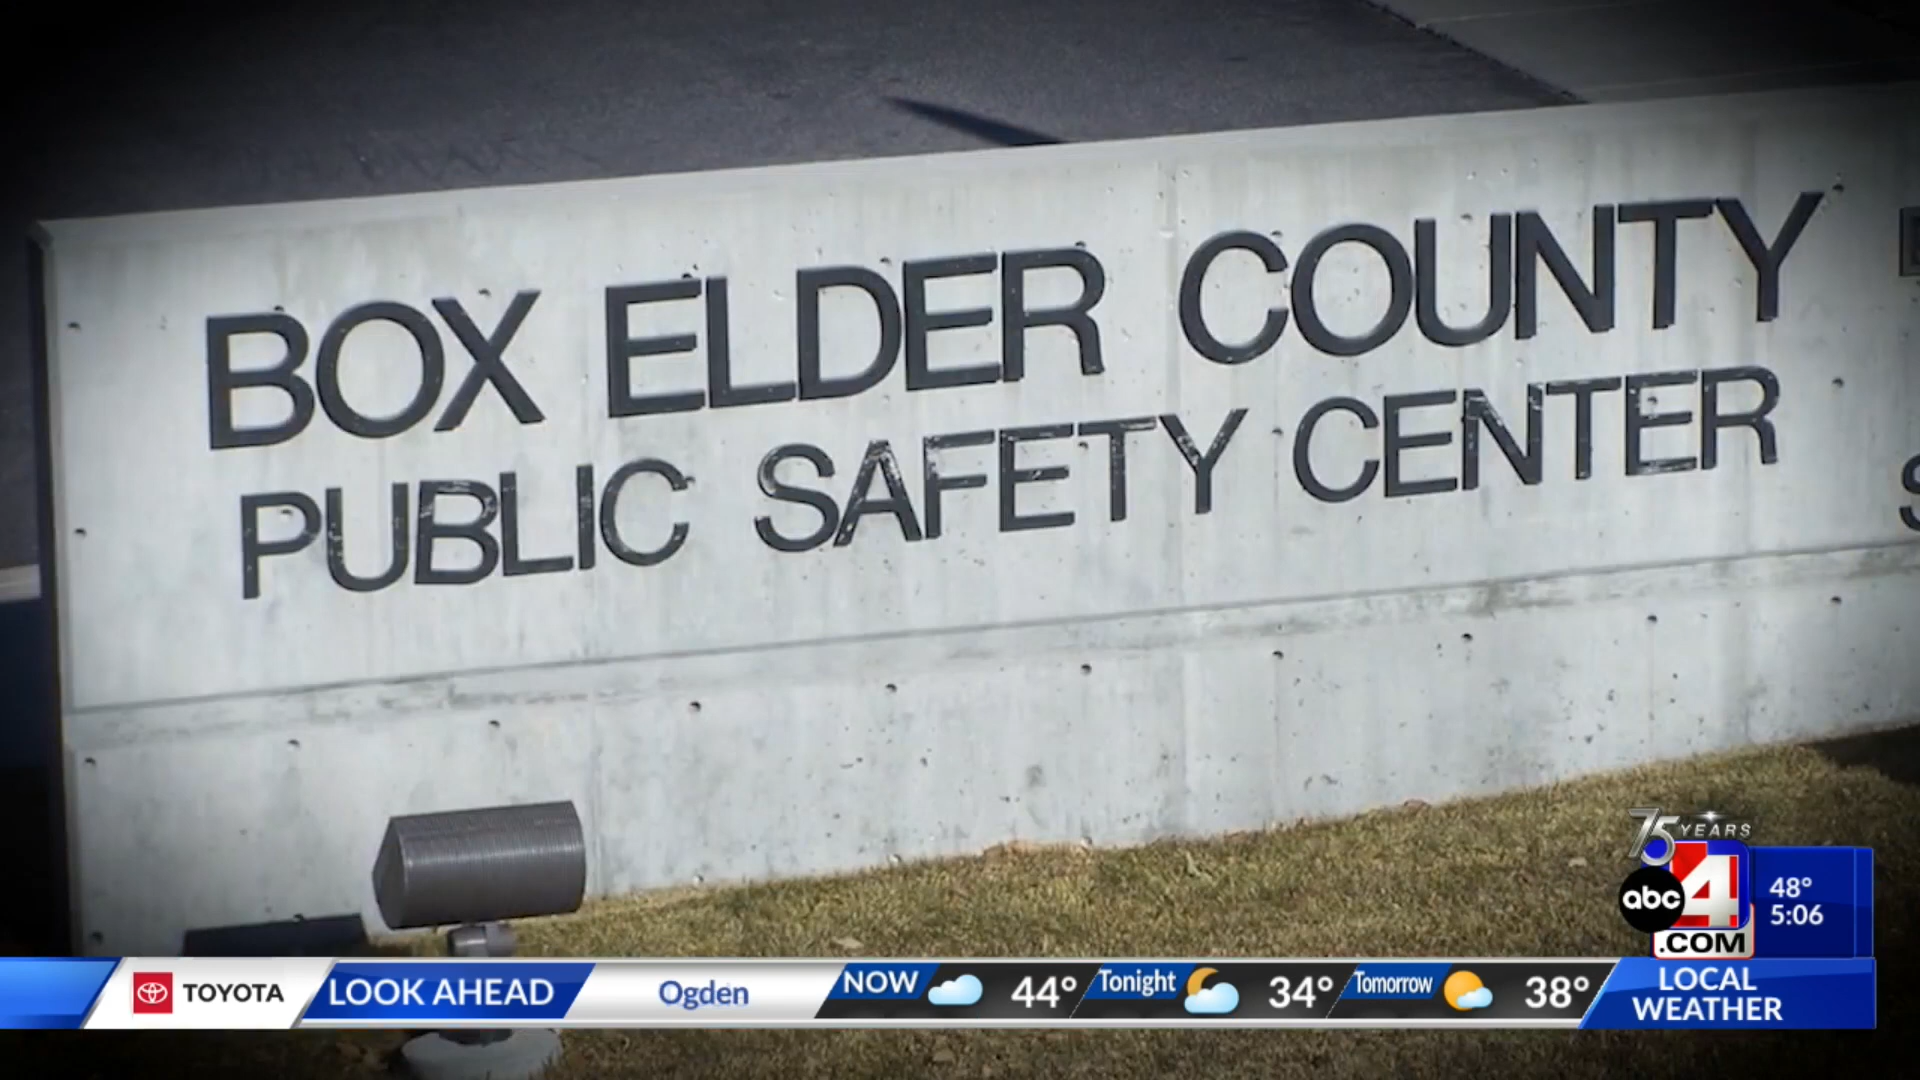 BOX ELDER COUNTY
PUBLIC SAFETY CENTER
75 YEARS
abc 4
.COM
48°
5:06
TOYOTA
LOOK AHEAD
Ogden
NOW 44°
Tonight 34°
Tomorrow 38°
LOCAL
WEATHER